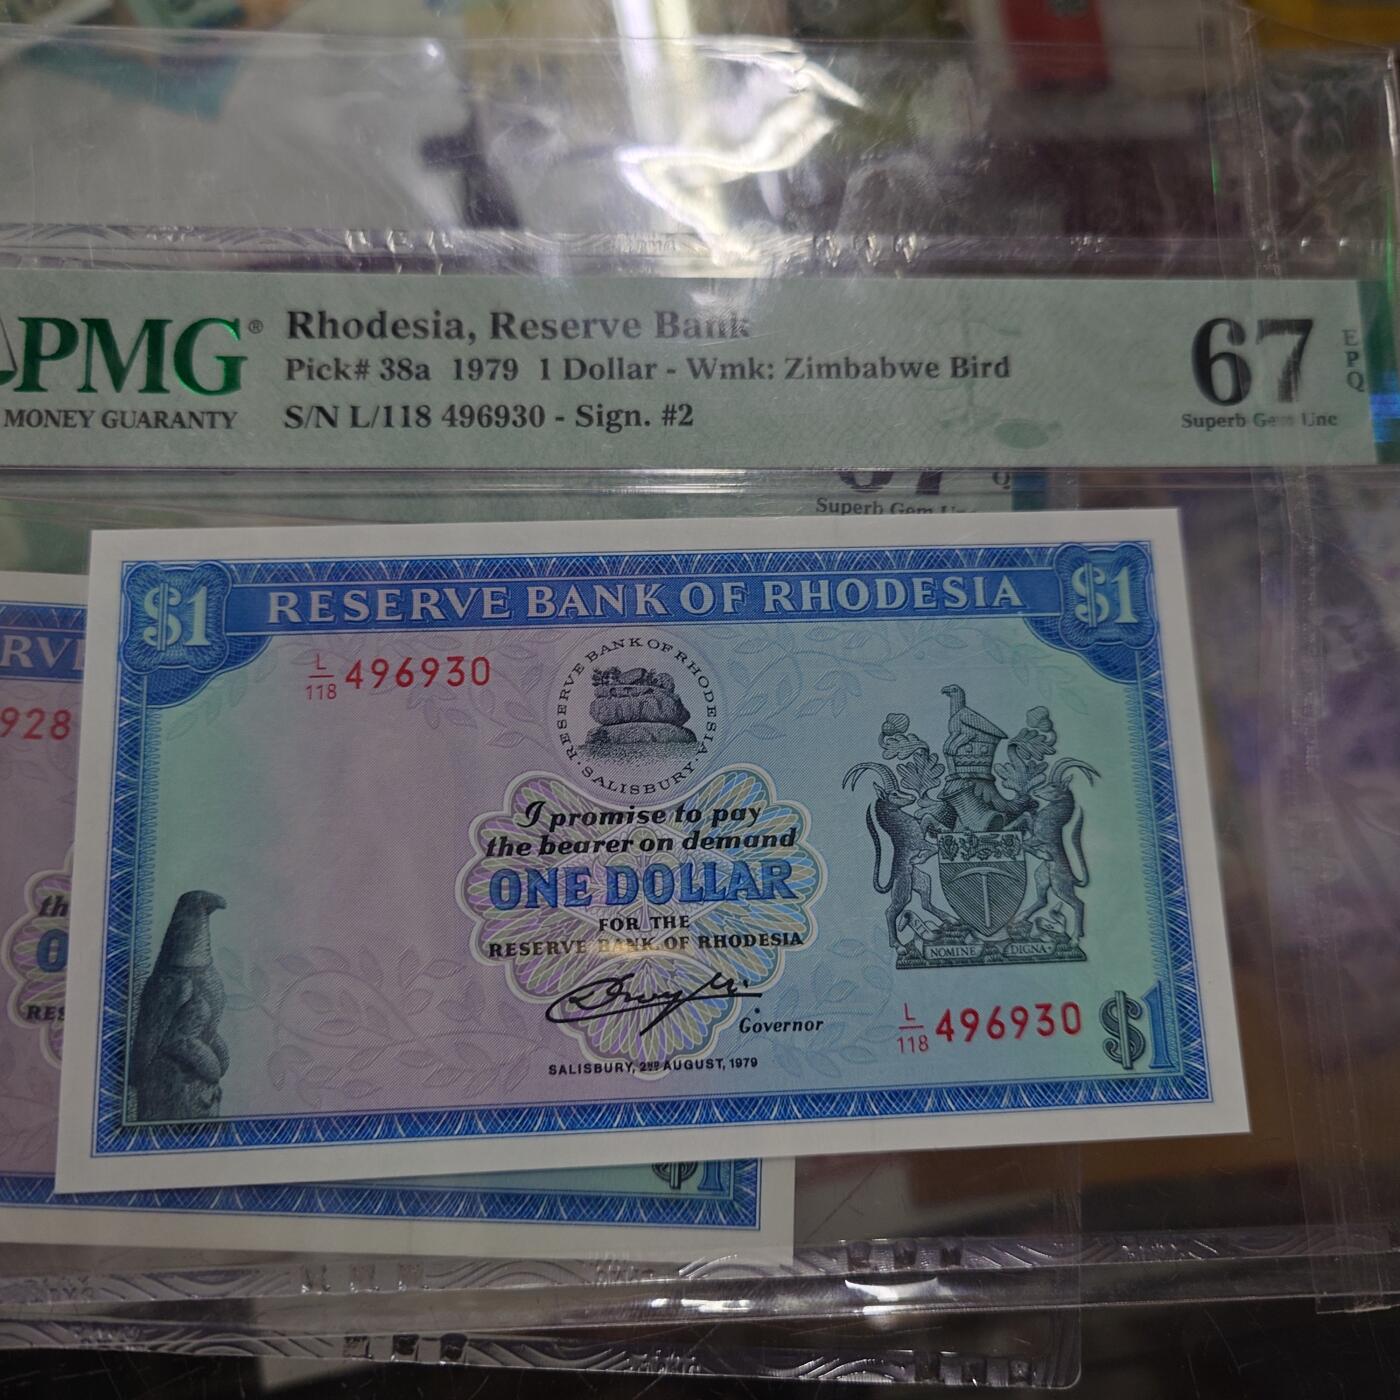 PMG®
MONEY GUARANTY
Rhodesia, Reserve Bank
Pick# 38a 1979 1 Dollar - Wmk: Zimbabwe Bird
S/N L/118 496930 - Sign. #2
67
EPQ
Superb Gem Unc
Superb Gem
$1
RESERVE BANK OF RHODESIA
$1
L
118 496930
RESERVE BANK OF RHODESIA
· SALISBURY ·
I promise to pay
the bearer on demand
ONE DOLLAR
FOR THE
RESERVE BANK OF RHODESIA
Governor
SALISBURY, 2ND AUGUST, 1979
NOMINE DIGNA
L
118 496930
$1
RV
928
th
O
RES
$1